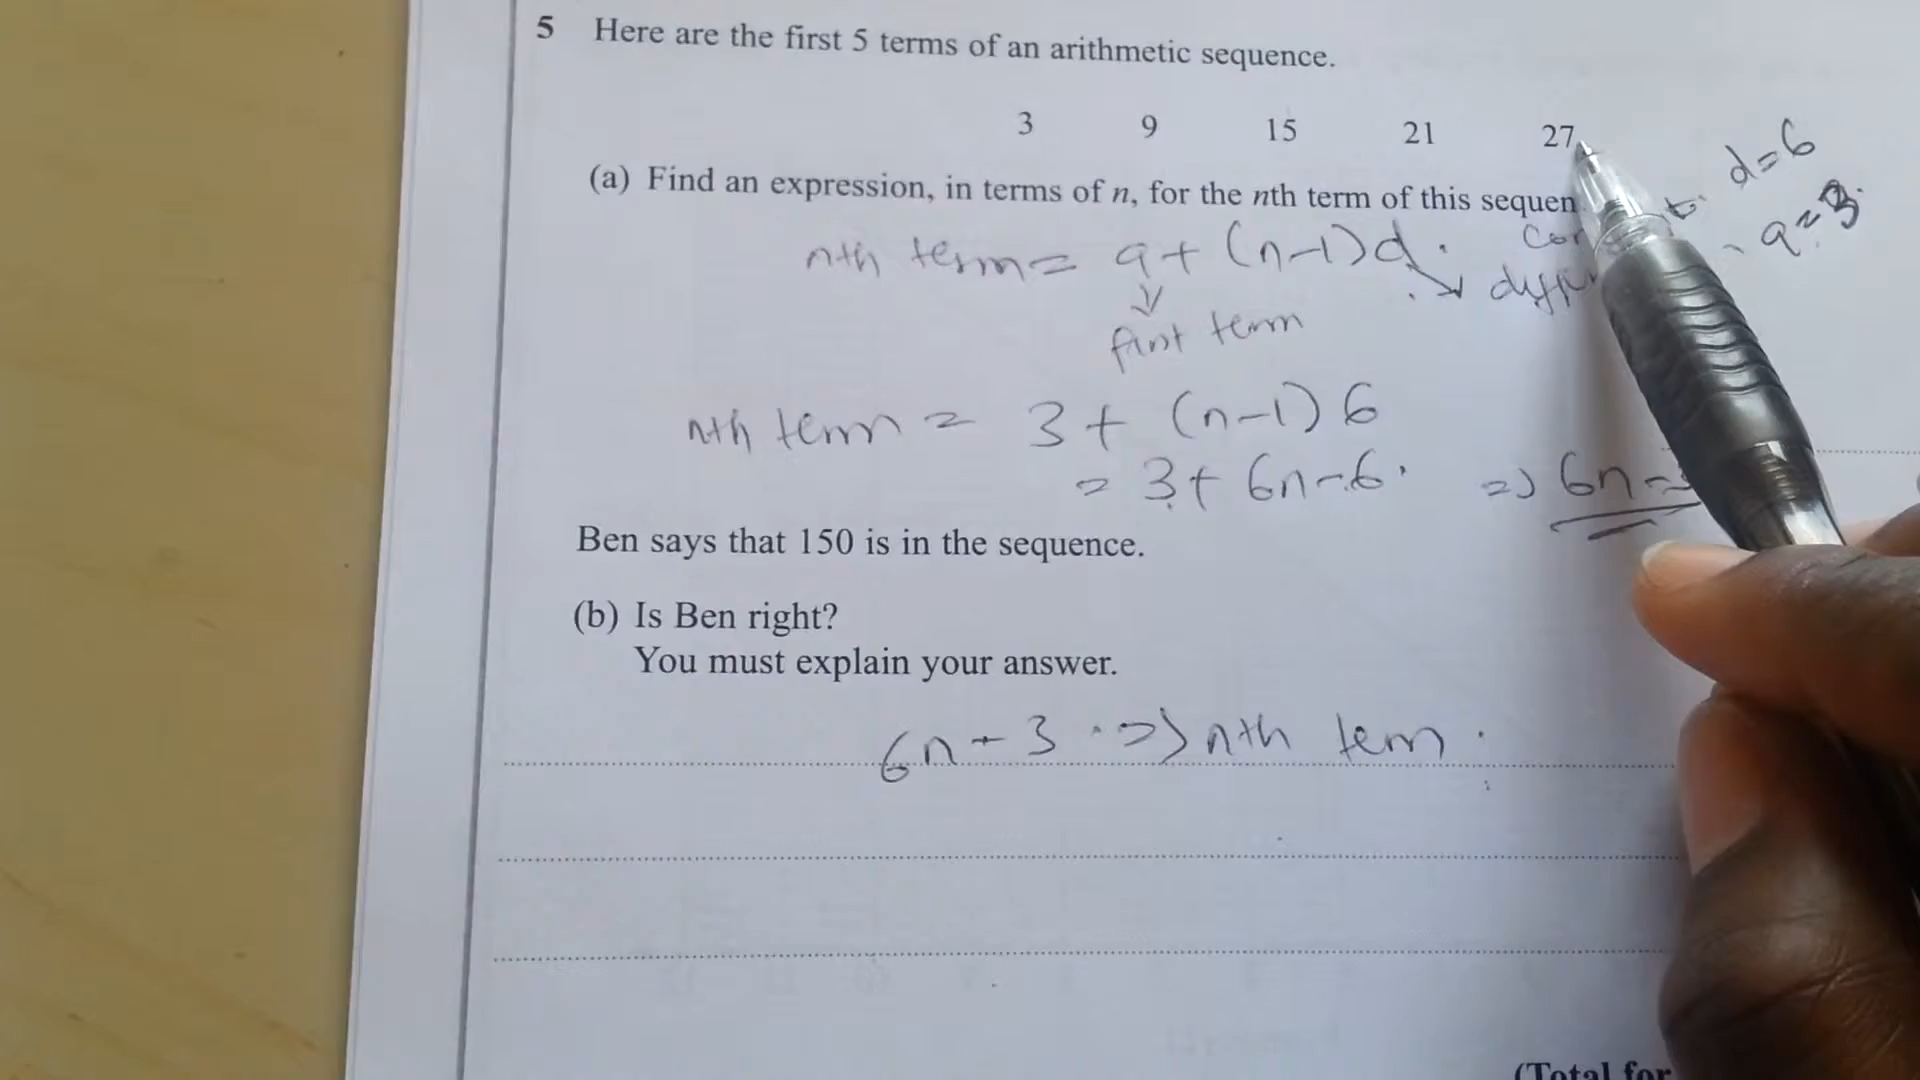 5 Here are the first 5 terms of an arithmetic sequence.
3 9 15 21 27
d=6
(a) Find an expression, in terms of n, for the nth term of this sequen
a=3.
nth term = a + (n-1)d.
first term
nth term = 3 + (n-1) 6
= 3 + 6n - 6. => 6n -
Ben says that 150 is in the sequence.
(b) Is Ben right?
You must explain your answer.
6n - 3 . => nth term .
(Total for